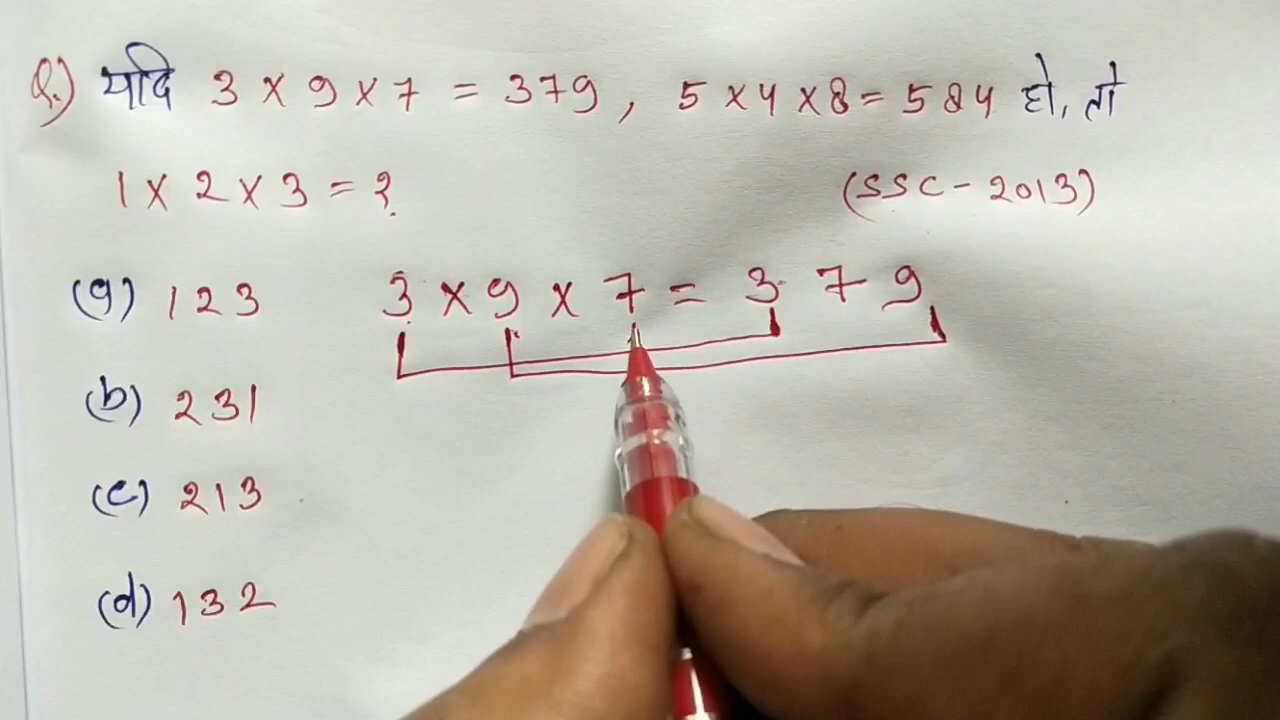 Q.) यदि 3 × 9 × 7 = 379, 5 × 4 × 8 = 584 हो, तो
1 × 2 × 3 = ?
(SSC - 2013)
(a) 123
3 × 9 × 7 = 3 7 9
(b) 231
(c) 213
(d) 132